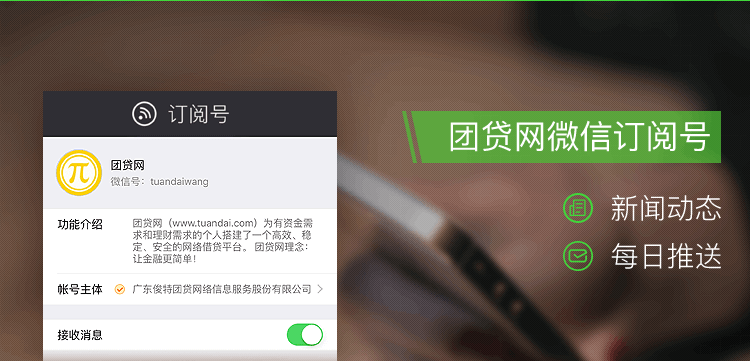 订阅号
团贷网
微信号：tuandaiwang
功能介绍
团贷网（www.tuandai.com）为有资金需
求和理财需求的个人搭建了一个高效、稳
定、安全的网络借贷平台。 团贷网理念：
让金融更简单！
帐号主体
广东俊特团贷网络信息服务股份有限公司
接收消息
团贷网微信订阅号
新闻动态
每日推送